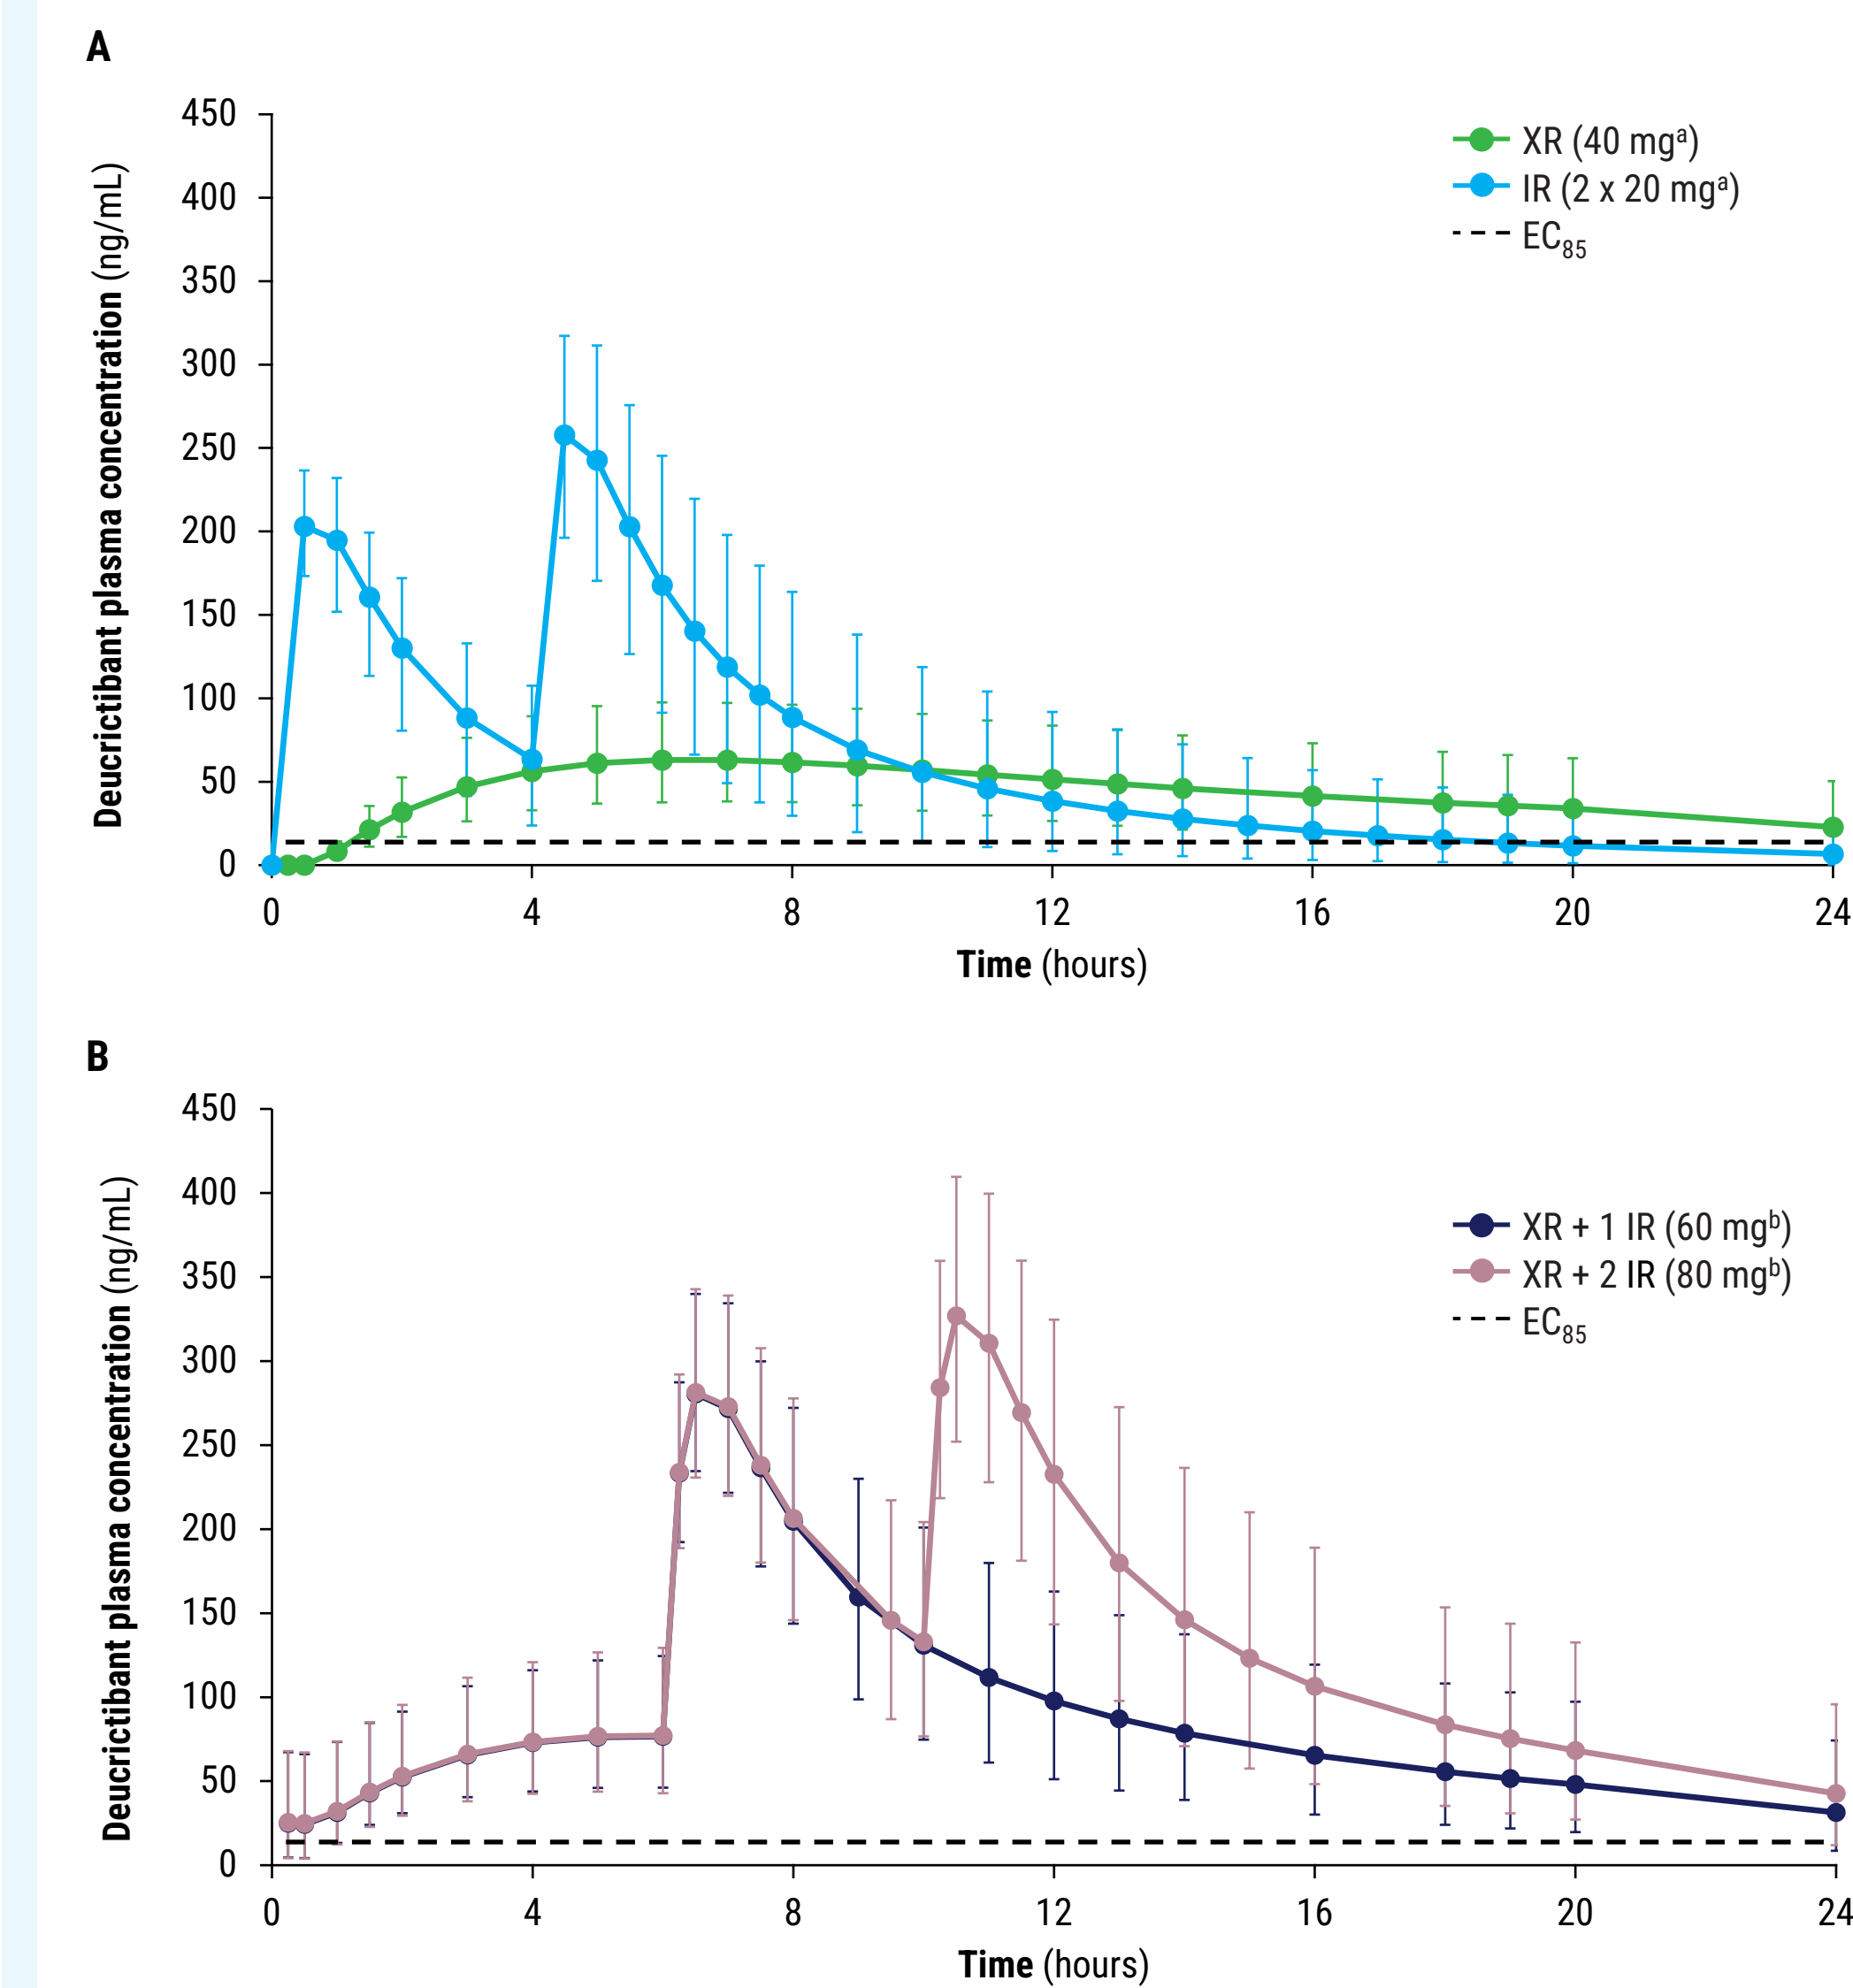 A
Deucrictibant plasma concentration (ng/mL)
450
400
350
300
250
200
150
100
50
0
XR (40 mgᵃ)
IR (2 x 20 mgᵃ)
EC₈₅
0 4 8 12 16 20 24
Time (hours)
B
Deucrictibant plasma concentration (ng/mL)
450
400
350
300
250
200
150
100
50
0
XR + 1 IR (60 mgᵇ)
XR + 2 IR (80 mgᵇ)
EC₈₅
0 4 8 12 16 20 24
Time (hours)